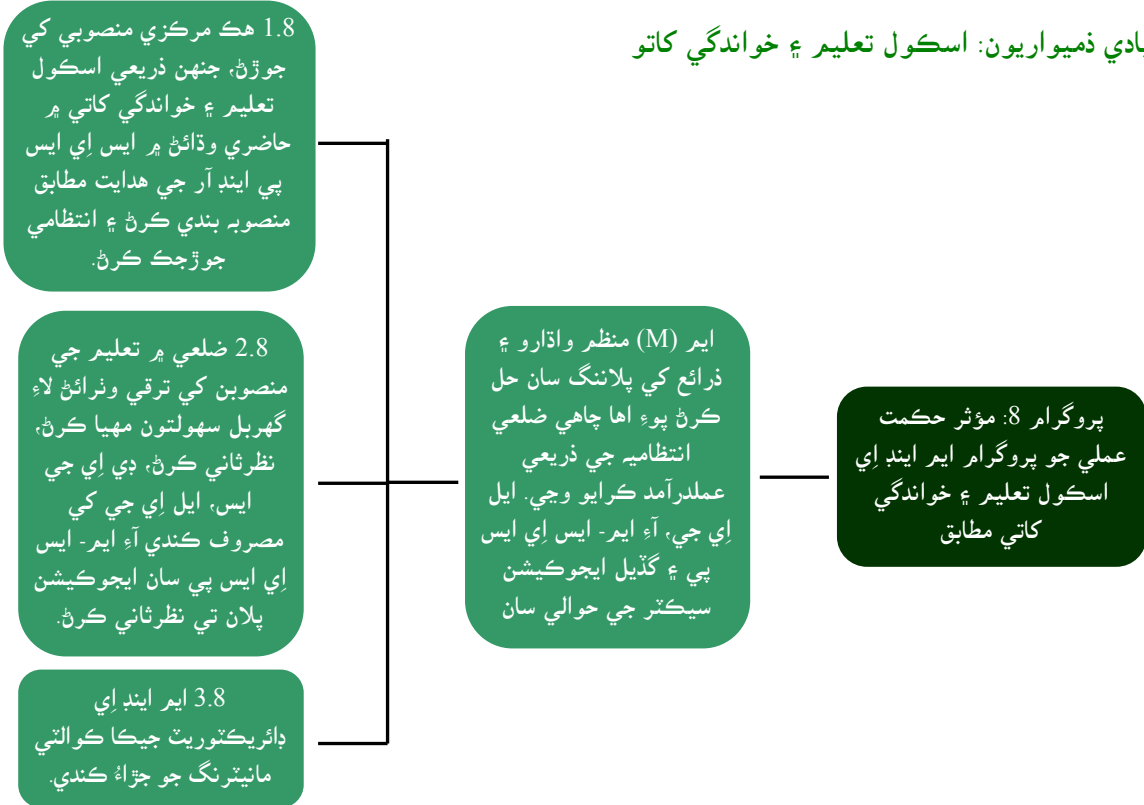 ادي ذميواريون: اسڪول تعليم ۽ خواندگي کاتو
پروگرام 8: مؤثر حڪمت
عملي جو پروگرام ايم اينڊ اِي
اسڪول تعليم ۽ خواندگي
کاتي مطابق
ايم (M) منظم واڌارو ۽
ذرائع کي پلاننگ سان حل
ڪرڻ پوءِ اها چاهي ضلعي
انتظاميه جي ذريعي
عملدرآمد ڪرايو وڃي. ايل
اِي جي، آءِ ايم- ايس اِي ايس
پي ۽ گڏيل ايجوڪيشن
سيڪٽر جي حوالي سان
1.8 هڪ مرڪزي منصوبي کي
جوڙڻ، جنهن ذريعي اسڪول
تعليم ۽ خواندگي کاتي ۾
حاضري وڌائڻ ۾ ايس اِي ايس
پي اينڊ آر جي هدايت مطابق
منصوبہ بندي ڪرڻ ۽ انتظامي
جوڙجڪ ڪرڻ.
2.8 ضلعي ۾ تعليم جي
منصوبن کي ترقي وٺرائڻ لاءِ
گهربل سهولتون مهيا ڪرڻ،
نظرثاني ڪرڻ، ڊي اِي جي
ايس، ايل اِي جي کي
مصروف ڪندي آءِ ايم- ايس
اِي ايس پي سان ايجوڪيشن
پلان تي نظرثاني ڪرڻ.
3.8 ايم اينڊ اِي
ڊائريڪٽوريٽ جيڪا ڪوالٽي
مانيٽرنگ جو جڙاءُ ڪندي.